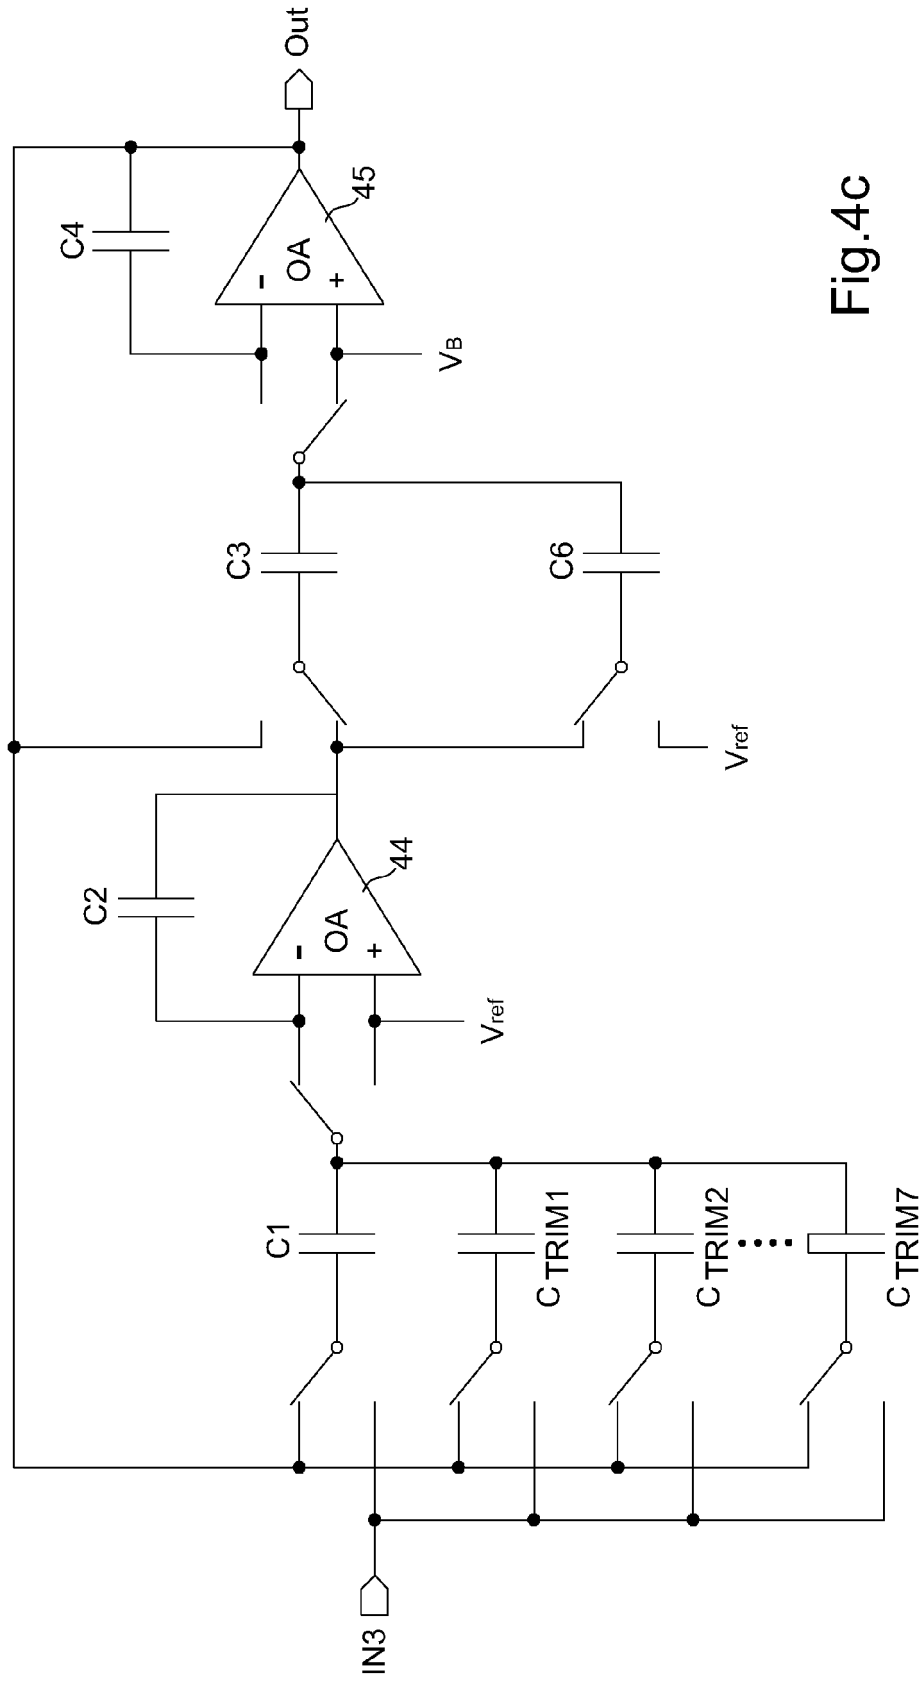 C4
Out
C2
C3
45
OA
-
+
VB
C1
OA
-
+
44
C6
Vref
Vref
IN3
CTRIM1
CTRIM2
CTRIM7
Fig.4c